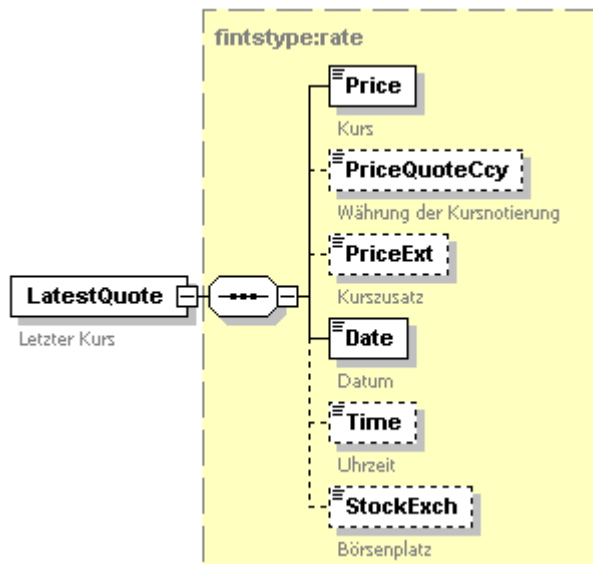 fintstype:rate
Price
Kurs
PriceQuoteCcy
Währung der Kursnotierung
PriceExt
Kurszusatz
LatestQuote
Letzter Kurs
Date
Datum
Time
Uhrzeit
StockExch
Börsenplatz